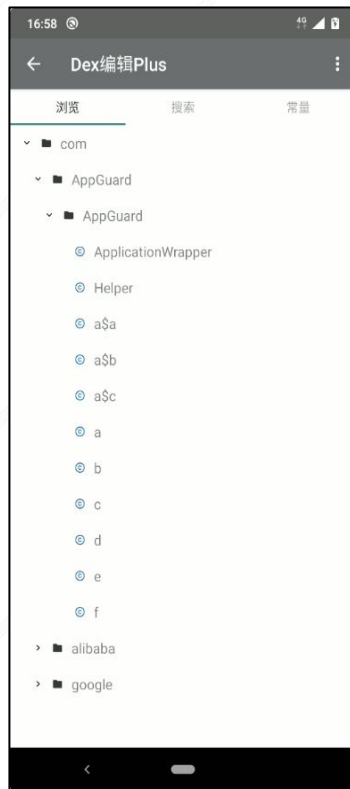 16:58 4G
Dex编辑Plus
浏览 搜索 常量
com
AppGuard
AppGuard
ApplicationWrapper
Helper
a$a
a$b
a$c
a
b
c
d
e
f
alibaba
google